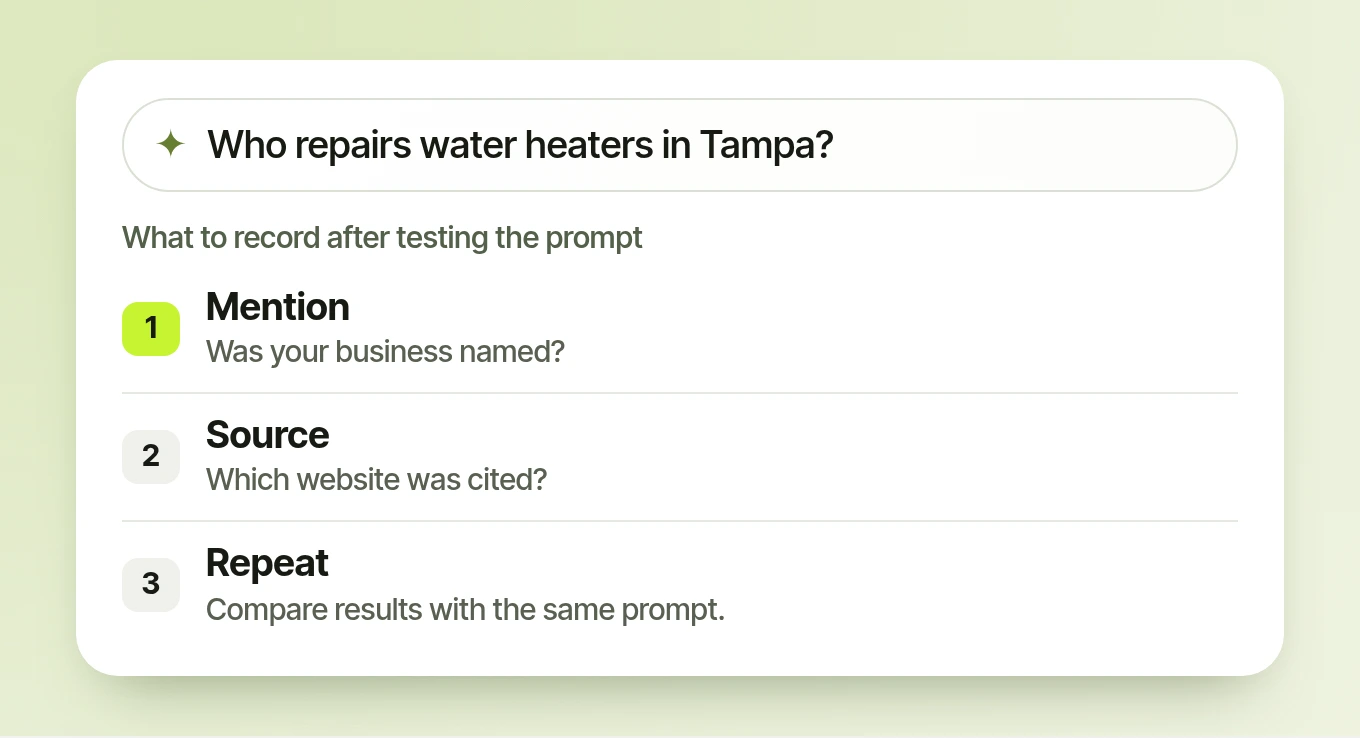 Who repairs water heaters in Tampa?
What to record after testing the prompt
1
Mention
Was your business named?
2
Source
Which website was cited?
3
Repeat
Compare results with the same prompt.